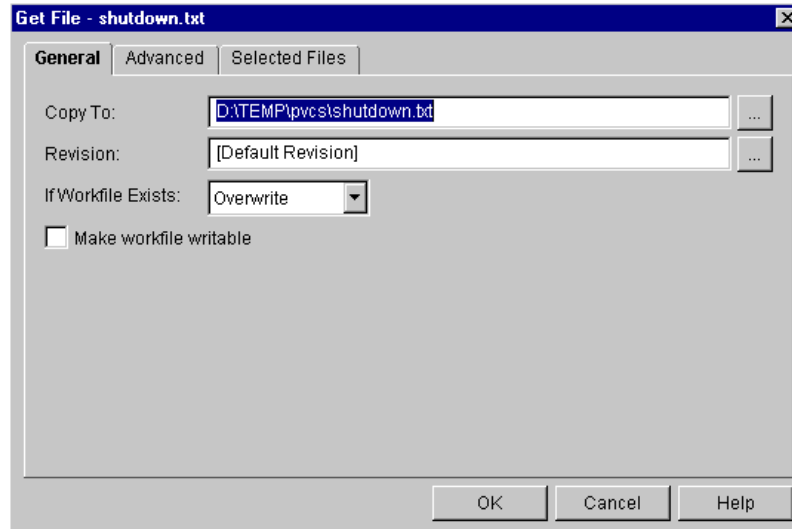 Get File - shutdown.txt
General Advanced Selected Files
Copy To: D:\TEMP\pvcs\shutdown.txt ...
Revision: [Default Revision] ...
If Workfile Exists: Overwrite
Make workfile writable
OK Cancel Help